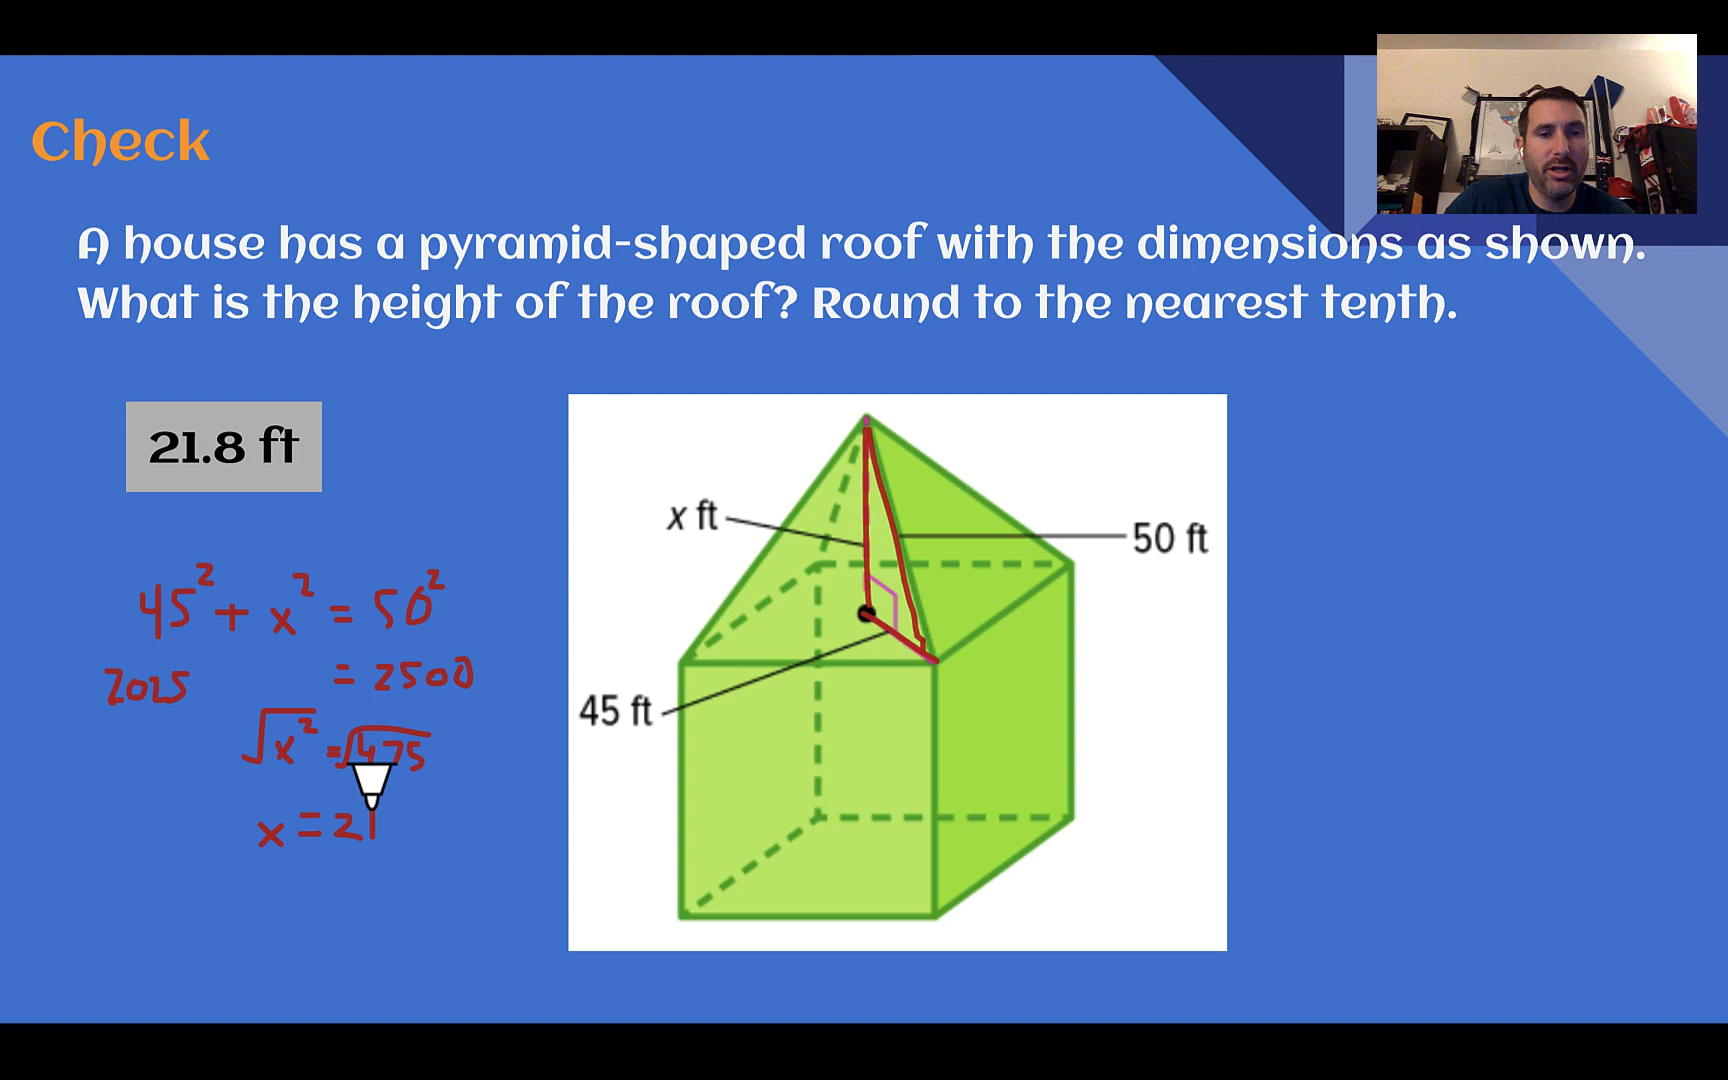 Check
A house has a pyramid-shaped roof with the dimensions as shown.
What is the height of the roof? Round to the nearest tenth.
21.8 ft
x ft
50 ft
45 ft
45² + x² = 50²
2025 = 2500
√x² = √475
x = 21